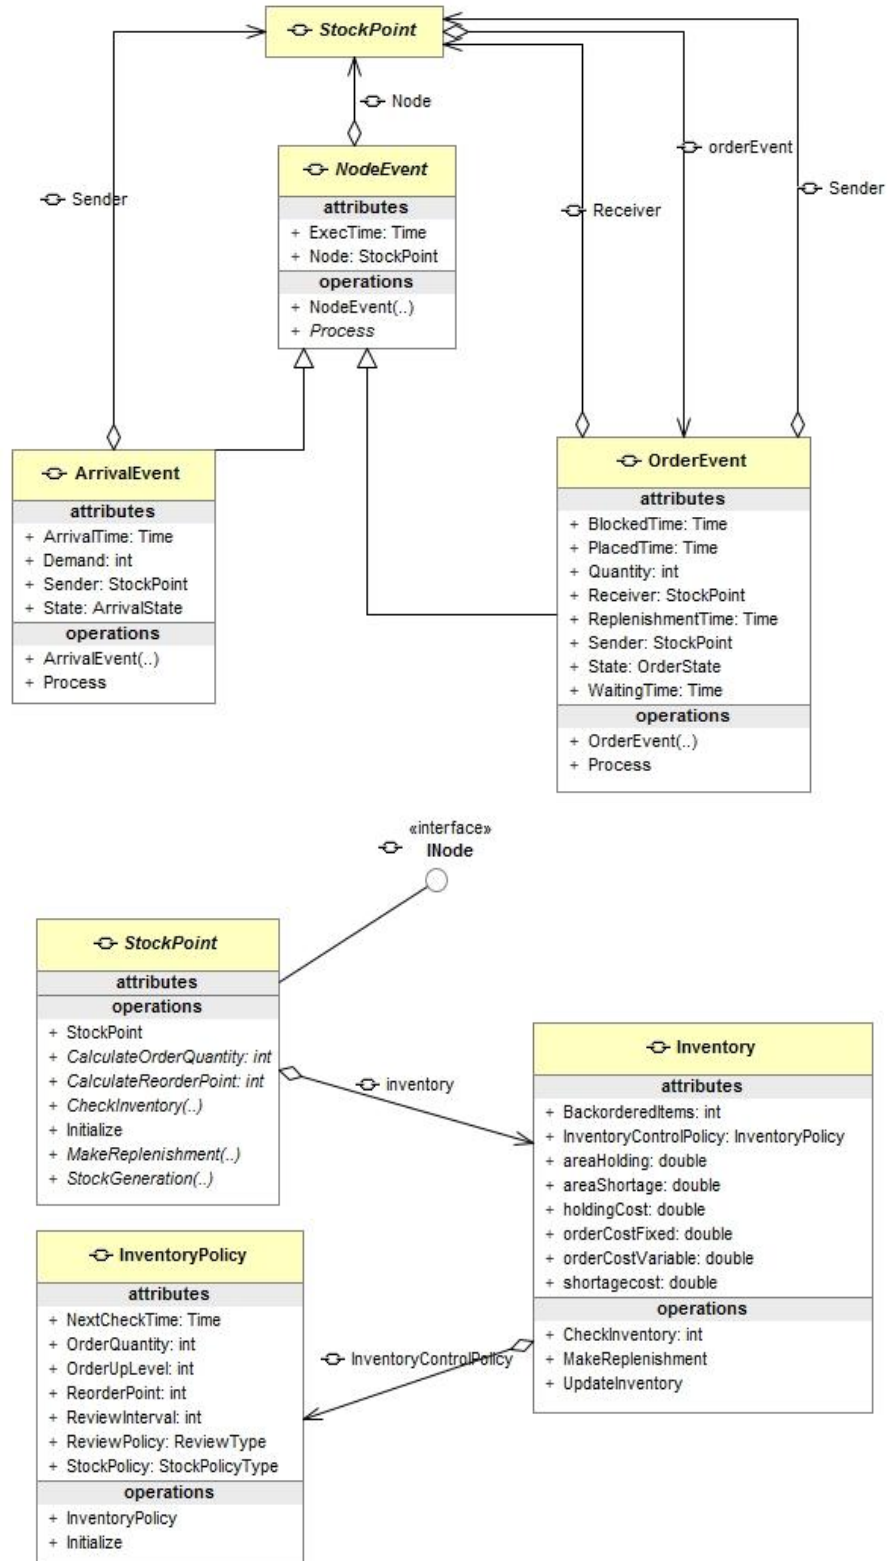 StockPoint
Node
orderEvent
Sender
Sender
Receiver
NodeEvent
attributes
+ ExecTime: Time
+ Node: StockPoint
operations
+ NodeEvent(..)
+ Process
ArrivalEvent
attributes
+ ArrivalTime: Time
+ Demand: int
+ Sender: StockPoint
+ State: ArrivalState
operations
+ ArrivalEvent(..)
+ Process
OrderEvent
attributes
+ BlockedTime: Time
+ PlacedTime: Time
+ Quantity: int
+ Receiver: StockPoint
+ ReplenishmentTime: Time
+ Sender: StockPoint
+ State: OrderState
+ WaitingTime: Time
operations
+ OrderEvent(..)
+ Process
«interface»
INode
StockPoint
attributes
operations
+ StockPoint
+ CalculateOrderQuantity: int
+ CalculateReorderPoint: int
+ CheckInventory(..)
+ Initialize
+ MakeReplenishment(..)
+ StockGeneration(..)
inventory
Inventory
attributes
+ BackorderedItems: int
+ InventoryControlPolicy: InventoryPolicy
+ areaHolding: double
+ areaShortage: double
+ holdingCost: double
+ orderCostFixed: double
+ orderCostVariable: double
+ shortagecost: double
operations
+ CheckInventory: int
+ MakeReplenishment
+ UpdateInventory
InventoryControlPolicy
InventoryPolicy
attributes
+ NextCheckTime: Time
+ OrderQuantity: int
+ OrderUpLevel: int
+ ReorderPoint: int
+ ReviewInterval: int
+ ReviewPolicy: ReviewType
+ StockPolicy: StockPolicyType
operations
+ InventoryPolicy
+ Initialize